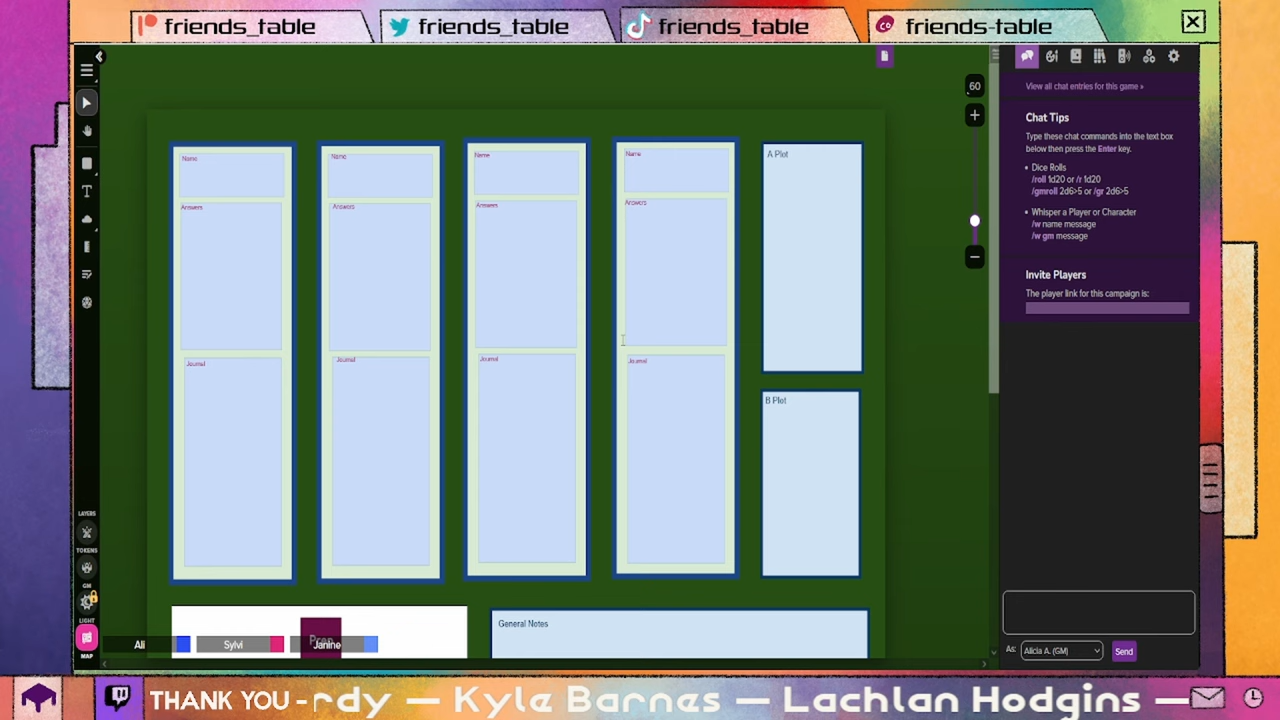 friends_table
friends_table
friends_table
friends-table
60
View all chat entries for this game »
Chat Tips
Type these chat commands into the text box
below then press the Enter key.
• Dice Rolls
/roll 1d20 or /r 1d20
/gmroll 2d6>5 or /gr 2d6>5
• Whisper a Player or Character
/w name message
/w gm message
Invite Players
The player link for this campaign is:
Name
Answers
Journal
Name
Answers
Journal
Name
Answers
Journal
Name
Answers
Journal
A Plot
B Plot
General Notes
Prep
LAYERS
TOKENS
GM
LIGHT
MAP
Ali
Sylvi
Janine
As:
Alicia A. (GM)
Send
THANK YOU - rdy — Kyle Barnes — Lachlan Hodgins —